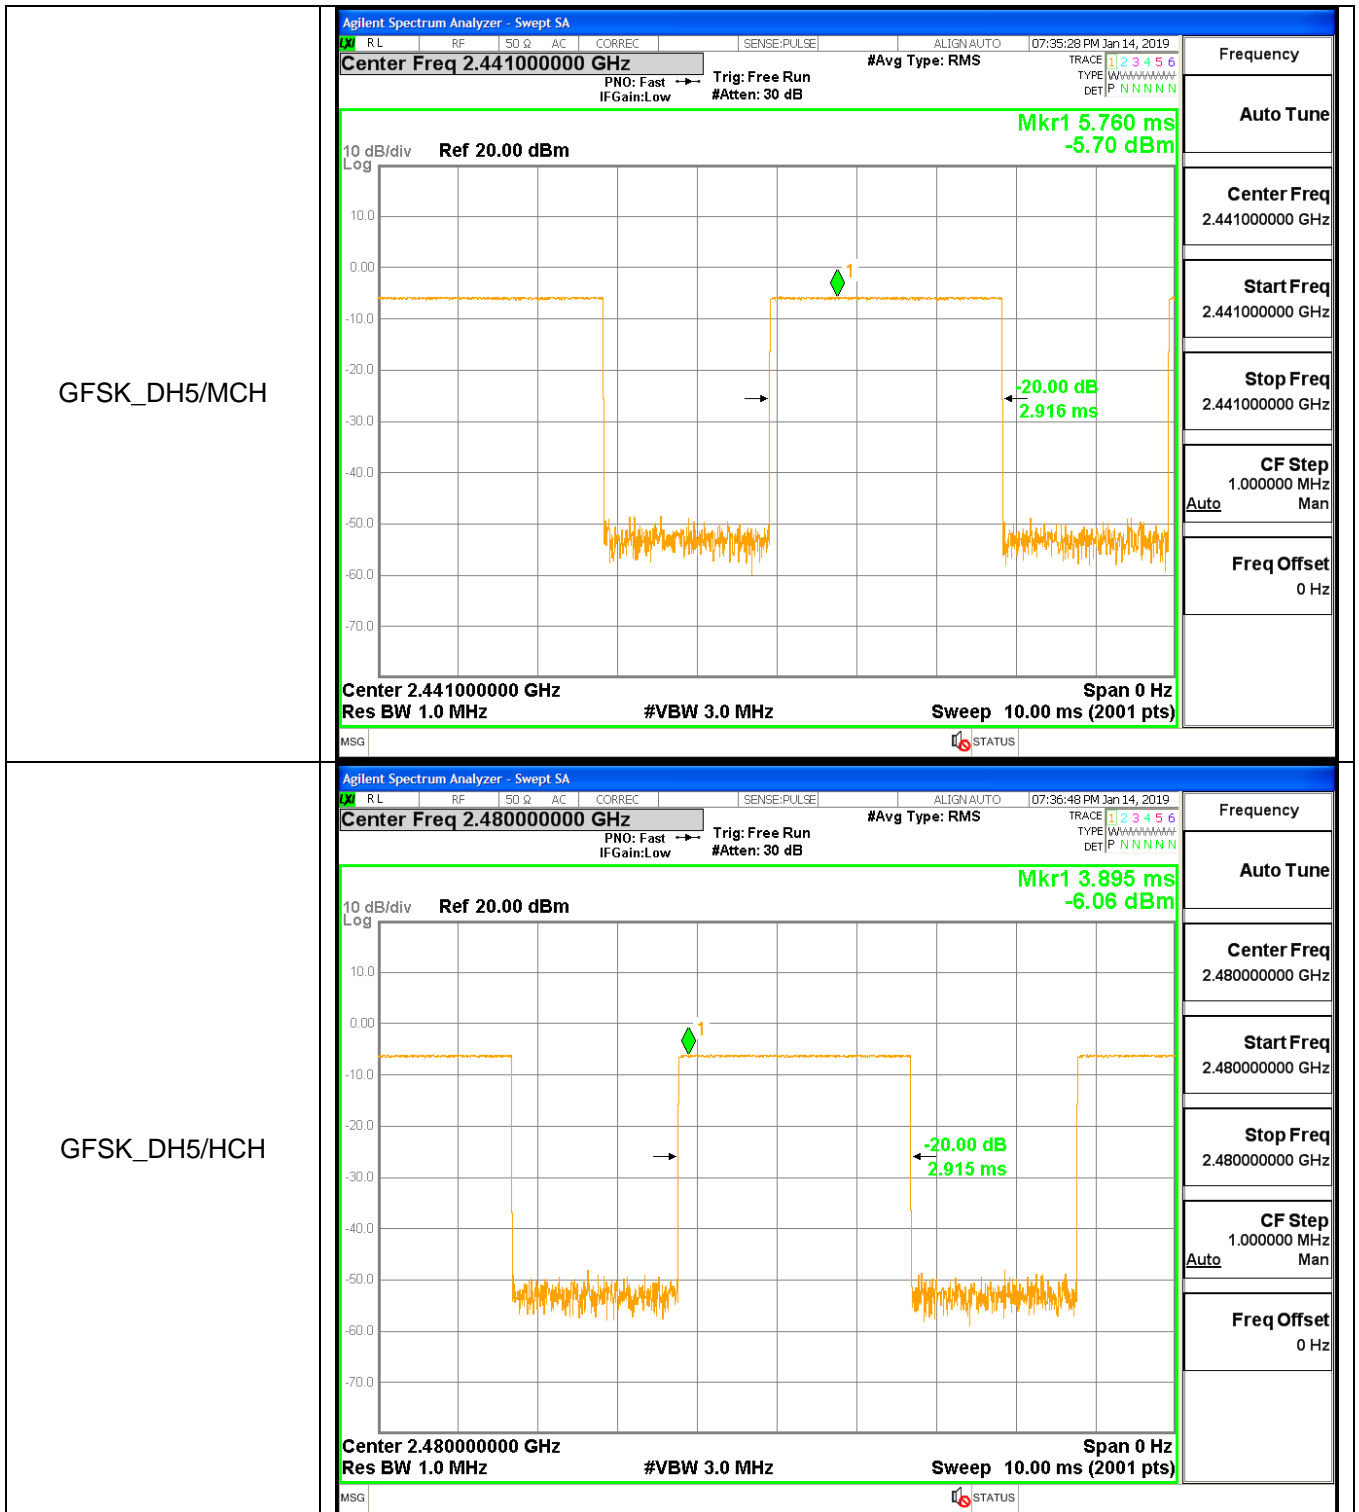 GFSK_DH5/MCH
Agilent Spectrum Analyzer - Swept SA
LXI RL RF 50 Ω AC CORREC SENSE:PULSE ALIGNAUTO 07:35:28 PM Jan 14, 2019
Center Freq 2.441000000 GHz
#Avg Type: RMS
TRACE 1 2 3 4 5 6
PNO: Fast
Trig: Free Run
TYPE
IFGain:Low
#Atten: 30 dB
DET P N N N N N
Mkr1 5.760 ms
-5.70 dBm
10 dB/div Ref 20.00 dBm
Log
10.0
0.00
1
-10.0
-20.0
-20.00 dB
2.916 ms
-30.0
-40.0
-50.0
-60.0
-70.0
Center 2.441000000 GHz Span 0 Hz
Res BW 1.0 MHz #VBW 3.0 MHz Sweep 10.00 ms (2001 pts)
MSG STATUS
Frequency
Auto Tune
Center Freq
2.441000000 GHz
Start Freq
2.441000000 GHz
Stop Freq
2.441000000 GHz
CF Step
1.000000 MHz
Auto Man
Freq Offset
0 Hz
GFSK_DH5/HCH
Agilent Spectrum Analyzer - Swept SA
LXI RL RF 50 Ω AC CORREC SENSE:PULSE ALIGNAUTO 07:36:48 PM Jan 14, 2019
Center Freq 2.480000000 GHz
#Avg Type: RMS
TRACE 1 2 3 4 5 6
PNO: Fast
Trig: Free Run
TYPE
IFGain:Low
#Atten: 30 dB
DET P N N N N N
Mkr1 3.895 ms
-6.06 dBm
10 dB/div Ref 20.00 dBm
Log
10.0
0.00
1
-10.0
-20.0
-20.00 dB
2.915 ms
-30.0
-40.0
-50.0
-60.0
-70.0
Center 2.480000000 GHz Span 0 Hz
Res BW 1.0 MHz #VBW 3.0 MHz Sweep 10.00 ms (2001 pts)
MSG STATUS
Frequency
Auto Tune
Center Freq
2.480000000 GHz
Start Freq
2.480000000 GHz
Stop Freq
2.480000000 GHz
CF Step
1.000000 MHz
Auto Man
Freq Offset
0 Hz